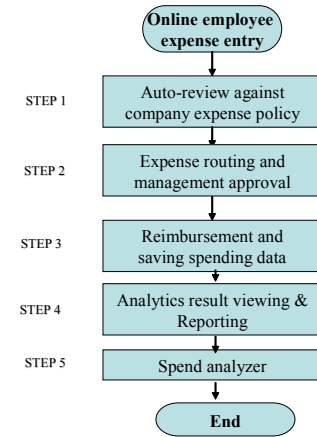 Online employee
expense entry
STEP 1
Auto-review against
company expense policy
STEP 2
Expense routing and
management approval
STEP 3
Reimbursement and
saving spending data
STEP 4
Analytics result viewing &
Reporting
STEP 5
Spend analyzer
End